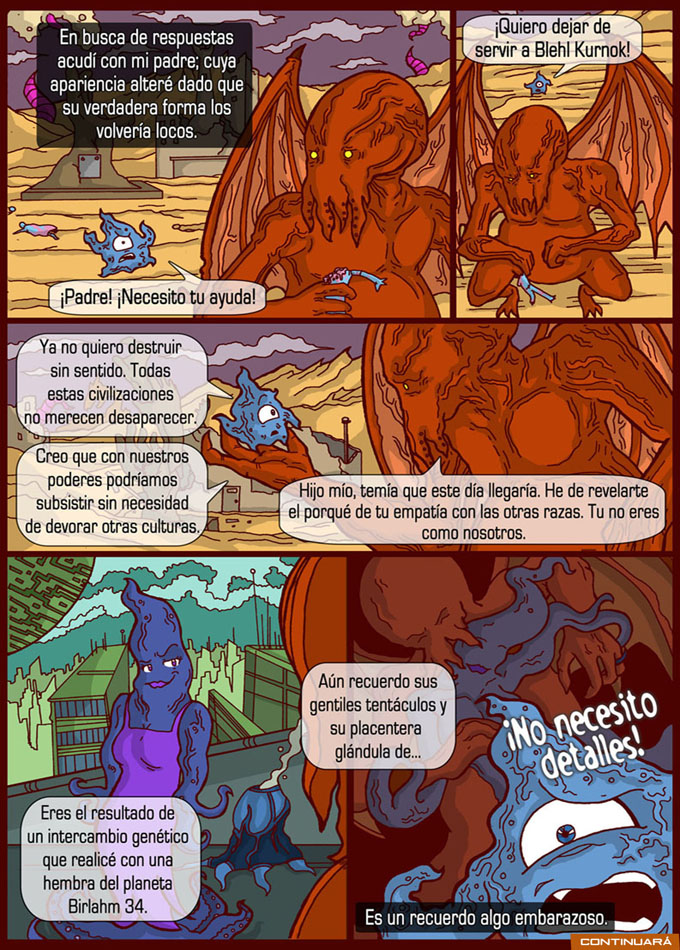 En busca de respuestas
acudí con mi padre; cuya
apariencia alteré dado que
su verdadera forma los
volvería locos.
¡Padre! ¡Necesito tu ayuda!
¡Quiero dejar de
servir a Blehl Kurnok!
Ya no quiero destruir
sin sentido. Todas
estas civilizaciones
no merecen desaparecer.
Creo que con nuestros
poderes podríamos
subsistir sin necesidad
de devorar otras culturas.
Hijo mío, temía que este día llegaría. He de revelarte
el porqué de tu empatía con las otras razas. Tu no eres
como nosotros.
Eres el resultado de
un intercambio genético
que realicé con una
hembra del planeta
Birlahm 34.
Aún recuerdo sus
gentiles tentáculos y
su placentera
glándula de...
¡No necesito
detalles!
Es un recuerdo algo embarazoso.
CONTINUARÁ